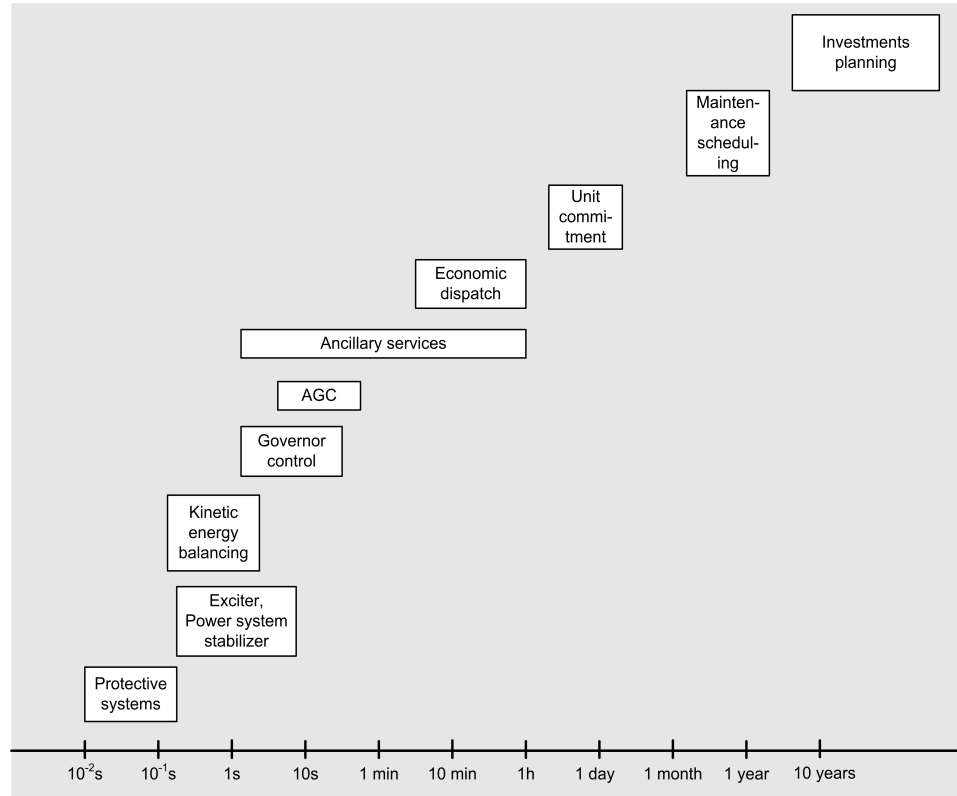 Investments
planning
Mainten-
ance
schedul-
ing
Unit
commi-
tment
Economic
dispatch
Ancillary services
AGC
Governor
control
Kinetic
energy
balancing
Exciter,
Power system
stabilizer
Protective
systems
10⁻²s 10⁻¹s 1s 10s 1 min 10 min 1h 1 day 1 month 1 year 10 years